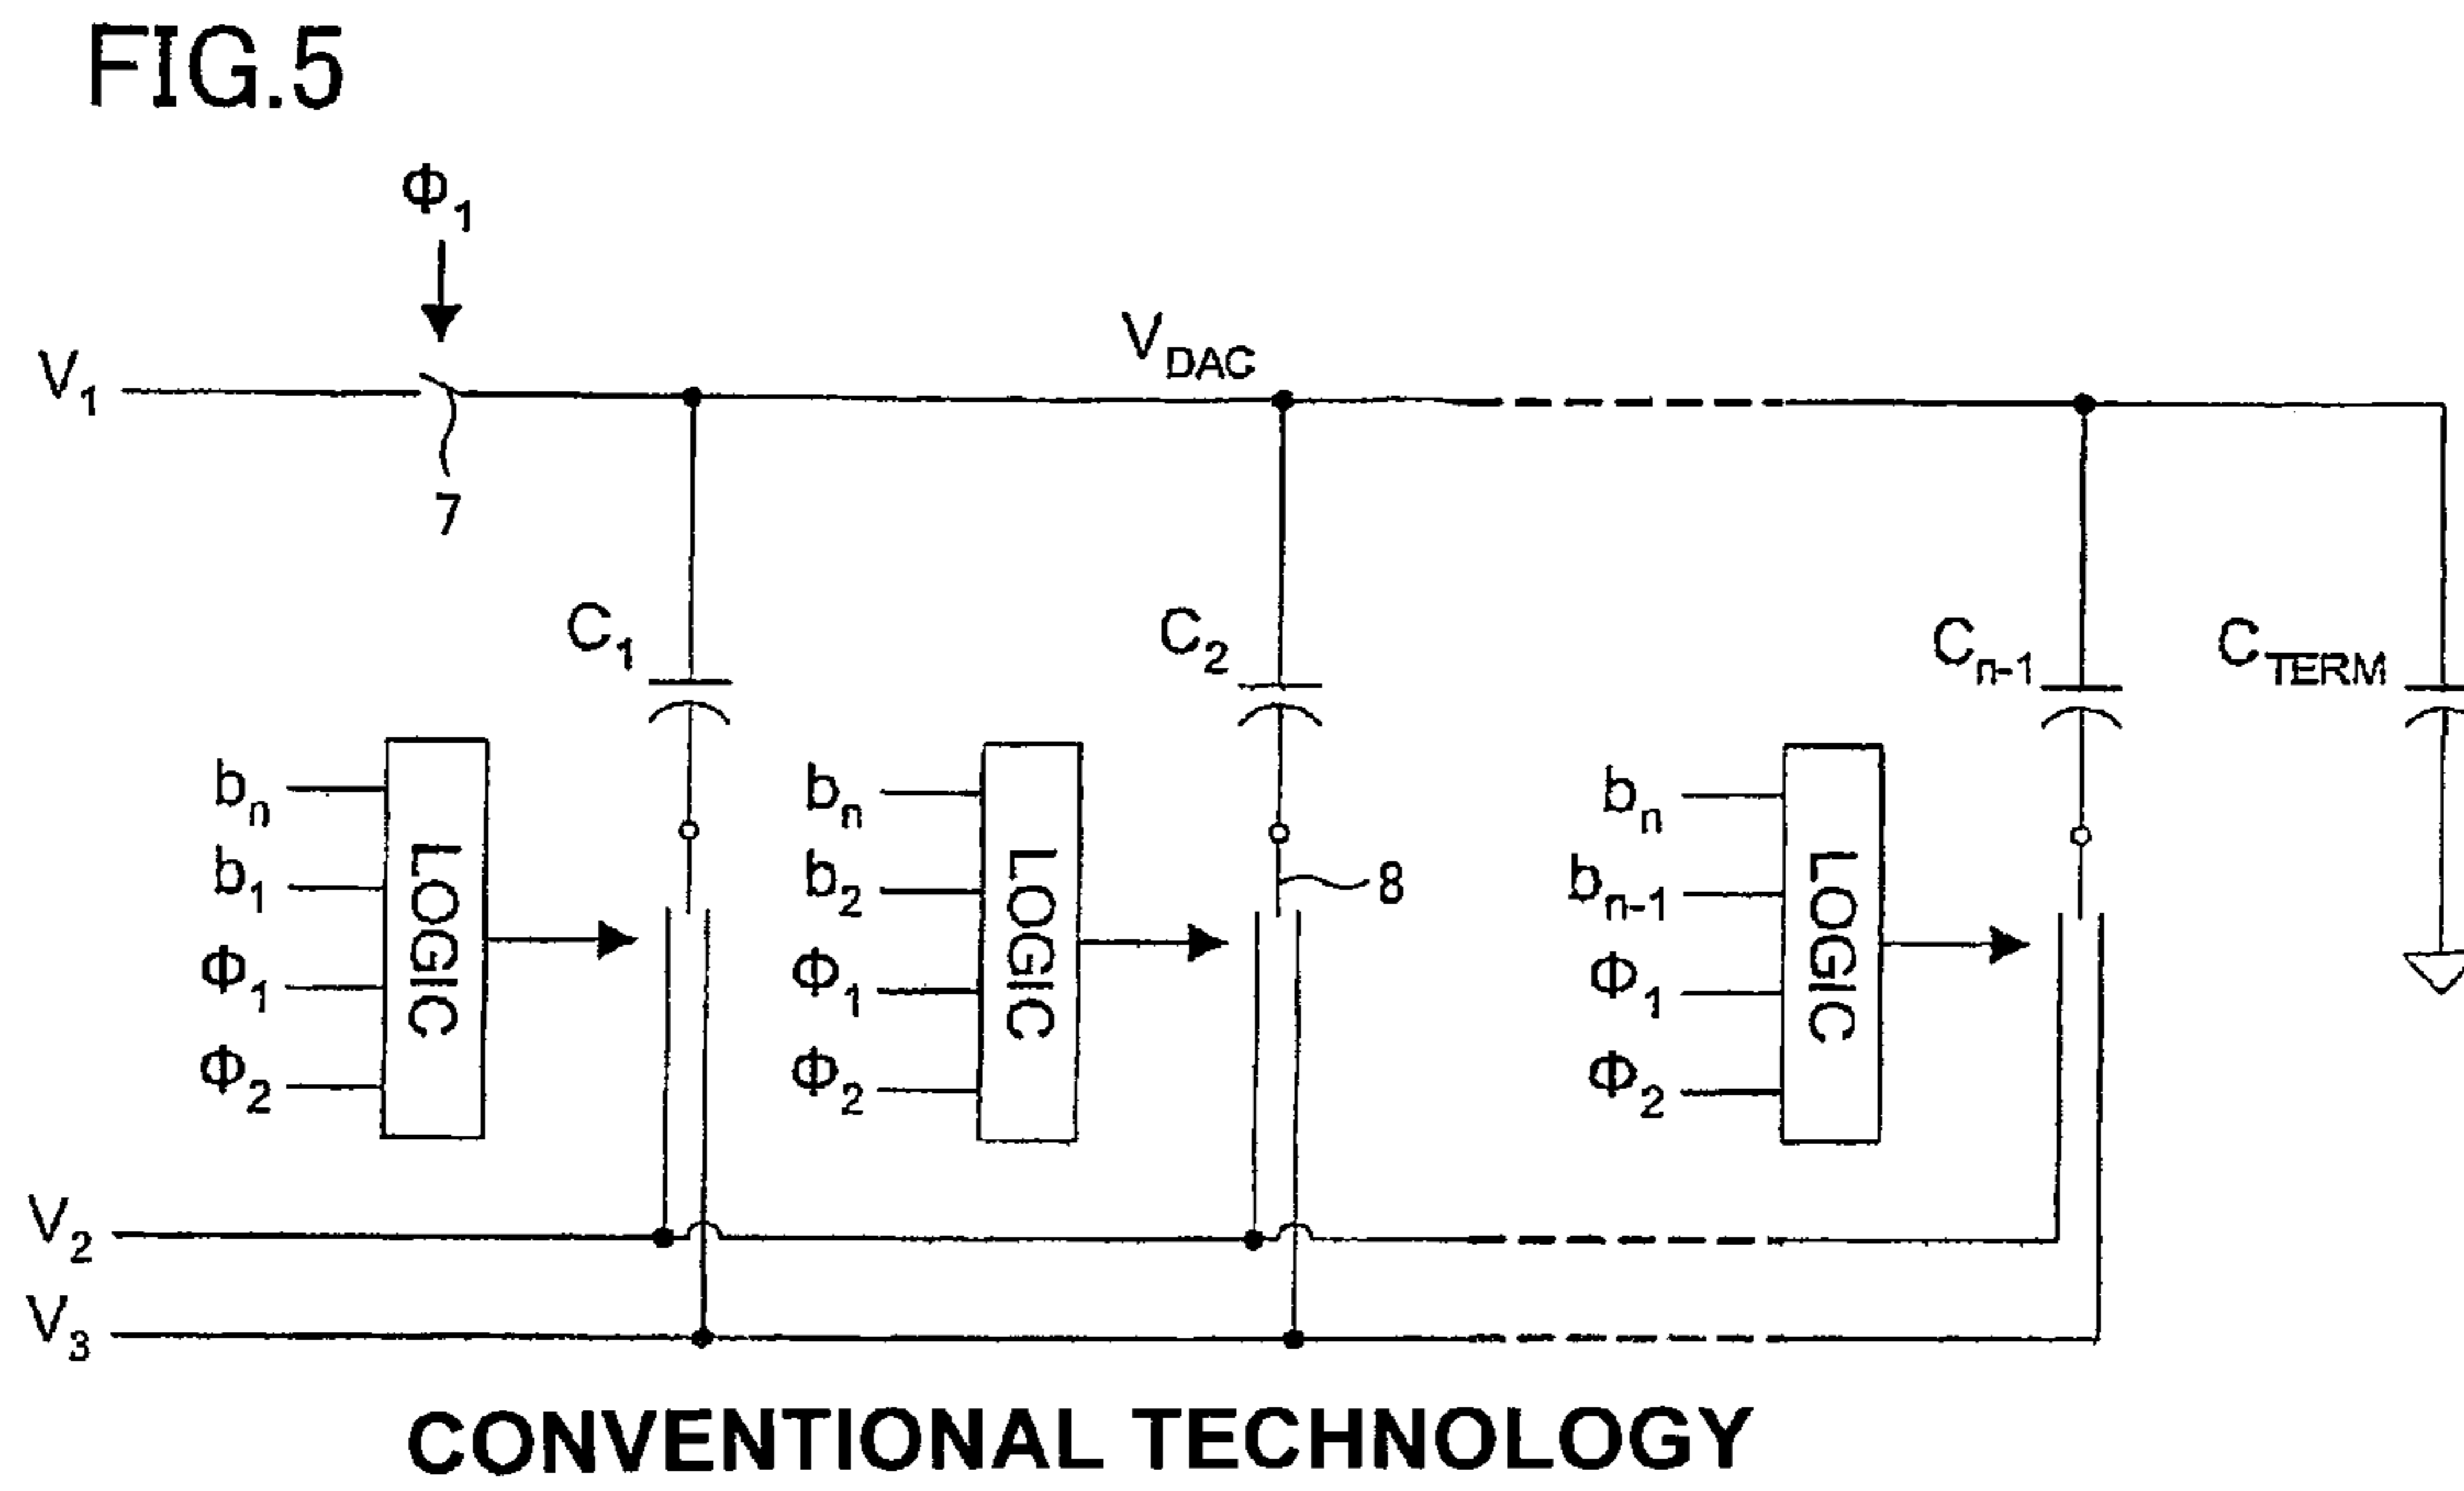 FIG.5
Φ1
V1
VDAC
7
C1
C2
Cn-1
CTERM
bn
b1
Φ1
Φ2
LOGIC
bn
b2
Φ1
Φ2
LOGIC
8
bn
bn-1
Φ1
Φ2
LOGIC
V2
V3
CONVENTIONAL TECHNOLOGY